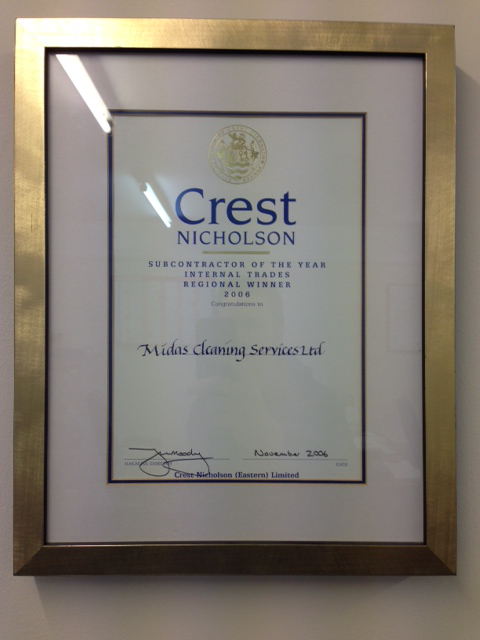 Crest
NICHOLSON
SUBCONTRACTOR OF THE YEAR
INTERNAL TRADES
REGIONAL WINNER
2006
Congratulations to
Midas Cleaning Services Ltd
November 2006
DATE
Crest Nicholson (Eastern) Limited